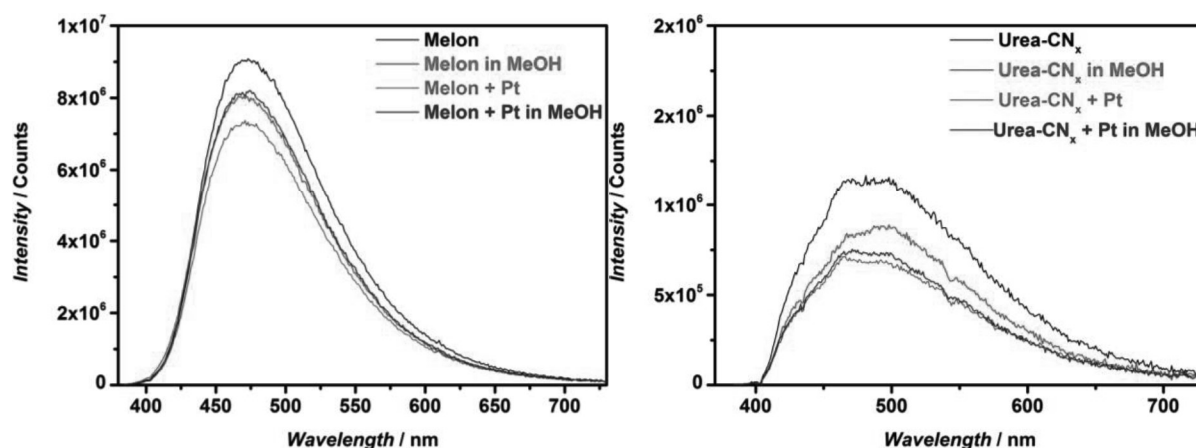 1x10⁷
8x10⁶
6x10⁶
4x10⁶
2x10⁶
0
Intensity / Counts
400 450 500 550 600 650 700
Wavelength / nm
Melon
Melon in MeOH
Melon + Pt
Melon + Pt in MeOH
2x10⁶
2x10⁶
1x10⁶
5x10⁵
0
Intensity / Counts
400 500 600 700
Wavelength / nm
Urea-CNₓ
Urea-CNₓ in MeOH
Urea-CNₓ + Pt
Urea-CNₓ + Pt in MeOH